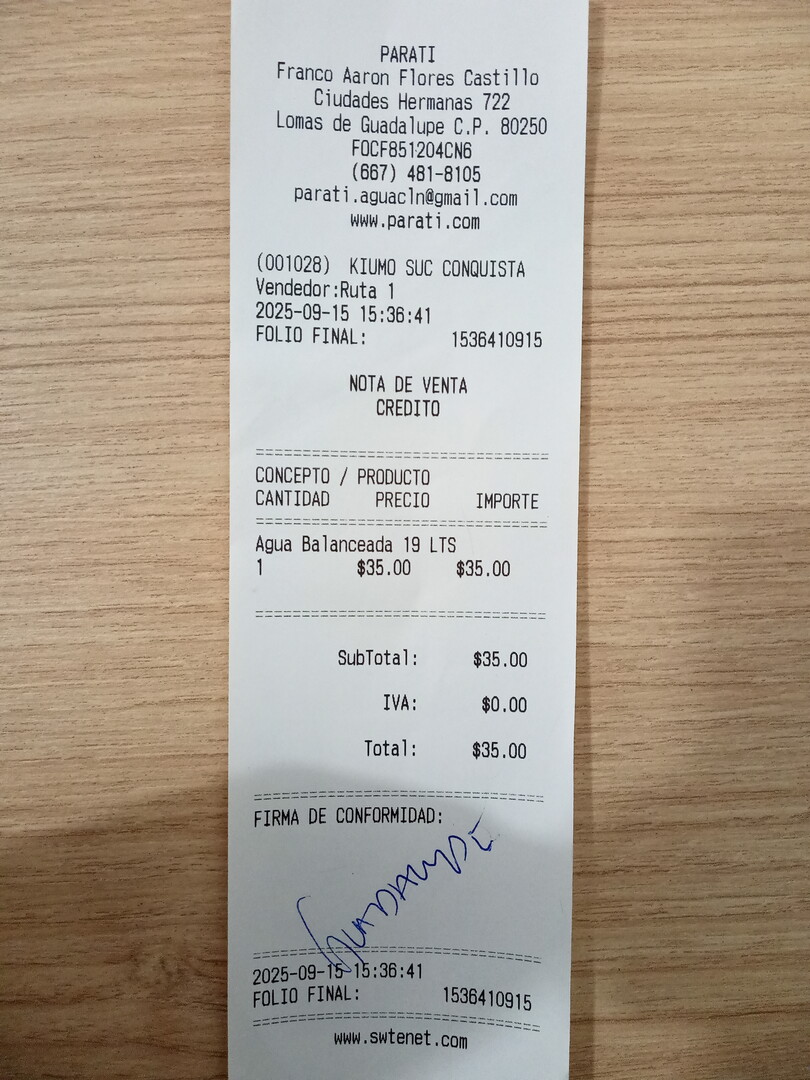 PARATI
Franco Aaron Flores Castillo
Ciudades Hermanas 722
Lomas de Guadalupe C.P. 80250
FOCF851204CN6
(667) 481-8105
parati.aguacln@gmail.com
www.parati.com
(001028) KIUMO SUC CONQUISTA
Vendedor:Ruta 1
2025-09-15 15:36:41
FOLIO FINAL: 1536410915
NOTA DE VENTA
CREDITO
CONCEPTO / PRODUCTO
CANTIDAD PRECIO IMPORTE
Agua Balanceada 19 LTS
1 $35.00 $35.00
SubTotal: $35.00
IVA: $0.00
Total: $35.00
FIRMA DE CONFORMIDAD:
GUADALUPE
2025-09-15 15:36:41
FOLIO FINAL: 1536410915
www.swtenet.com